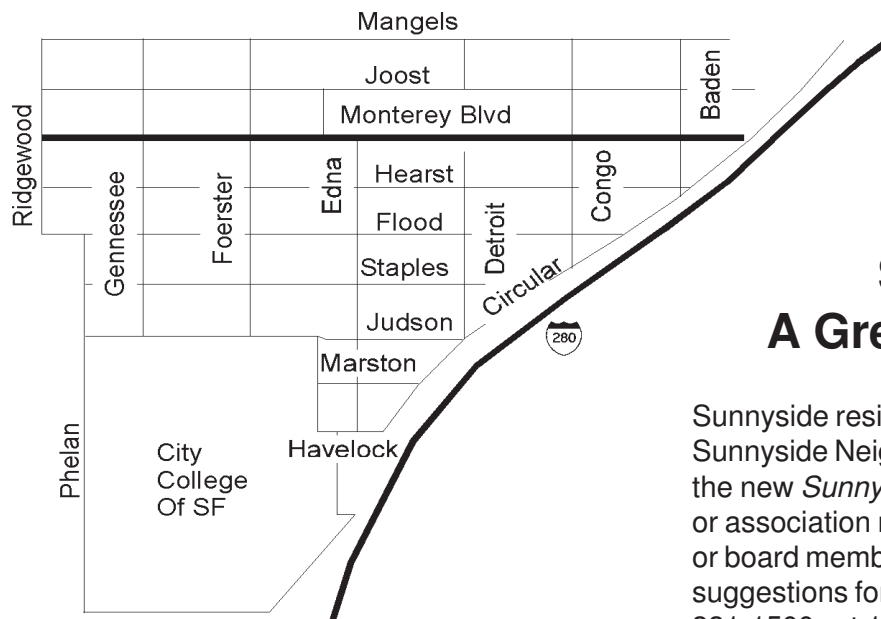 Mangels
Joost
Monterey Blvd
Baden
Ridgewood
Gennessee
Foerster
Edna
Hearst
Congo
Flood
Detroit
Staples
Circular
Judson
280
Marston
Havelock
Phelan
City
College
Of SF
A Gre
Sunnyside resi
Sunnyside Neig
the new Sunny
or association
or board memb
suggestions for